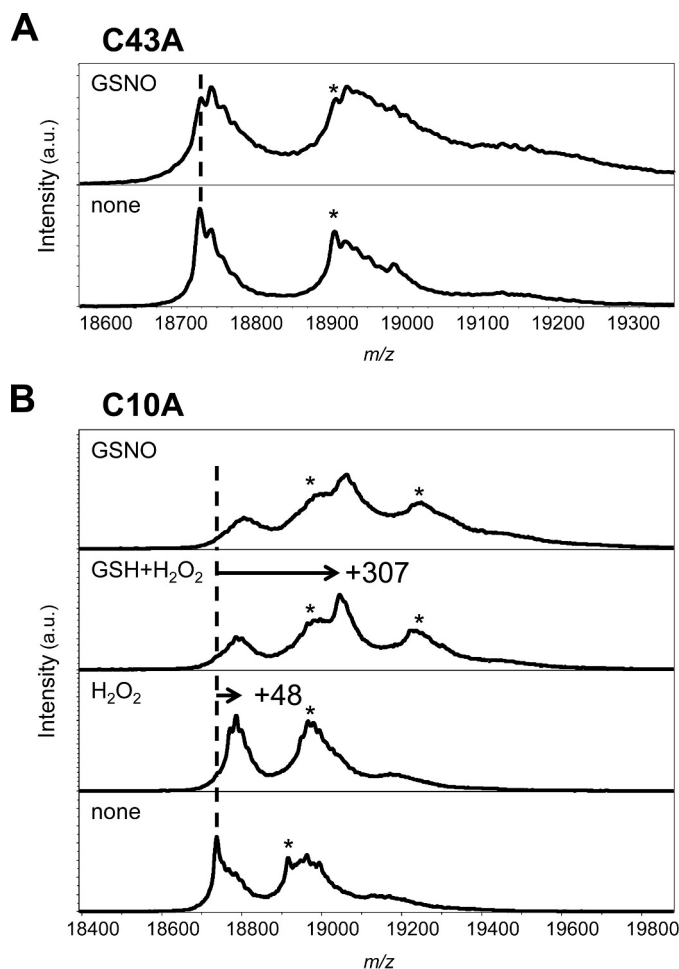 A
C43A
GSNO
*
*
none
Intensity (a.u.)
18600 18700 18800 18900 19000 19100 19200 19300
m/z
B
C10A
GSNO
* *
GSH+H₂O₂
+307
* *
H₂O₂
+48
*
none
*
Intensity (a.u.)
18400 18600 18800 19000 19200 19400 19600 19800
m/z